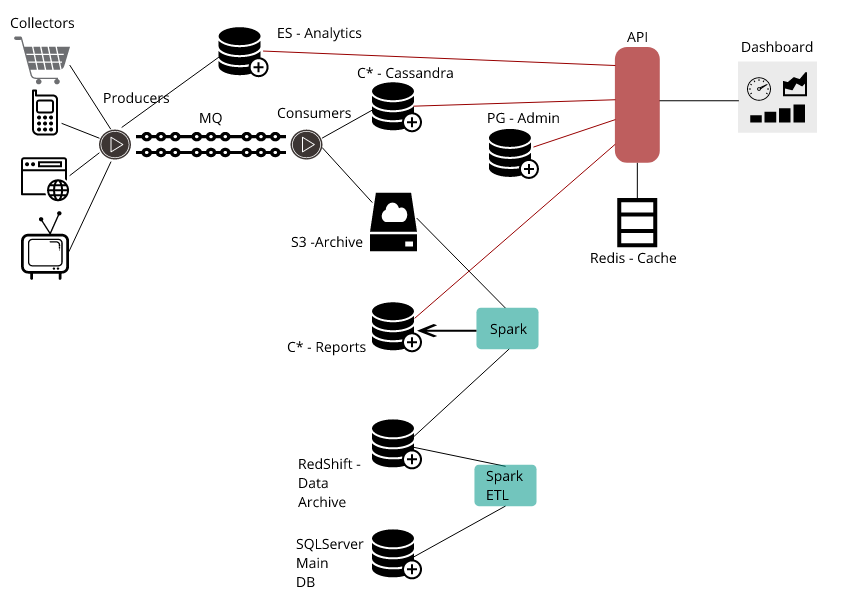 Collectors
ES - Analytics
API
Dashboard
C* - Cassandra
Producers
MQ
Consumers
PG - Admin
S3 -Archive
Redis - Cache
Spark
C* - Reports
RedShift -
Data
Archive
Spark
ETL
SQLServer
Main
DB